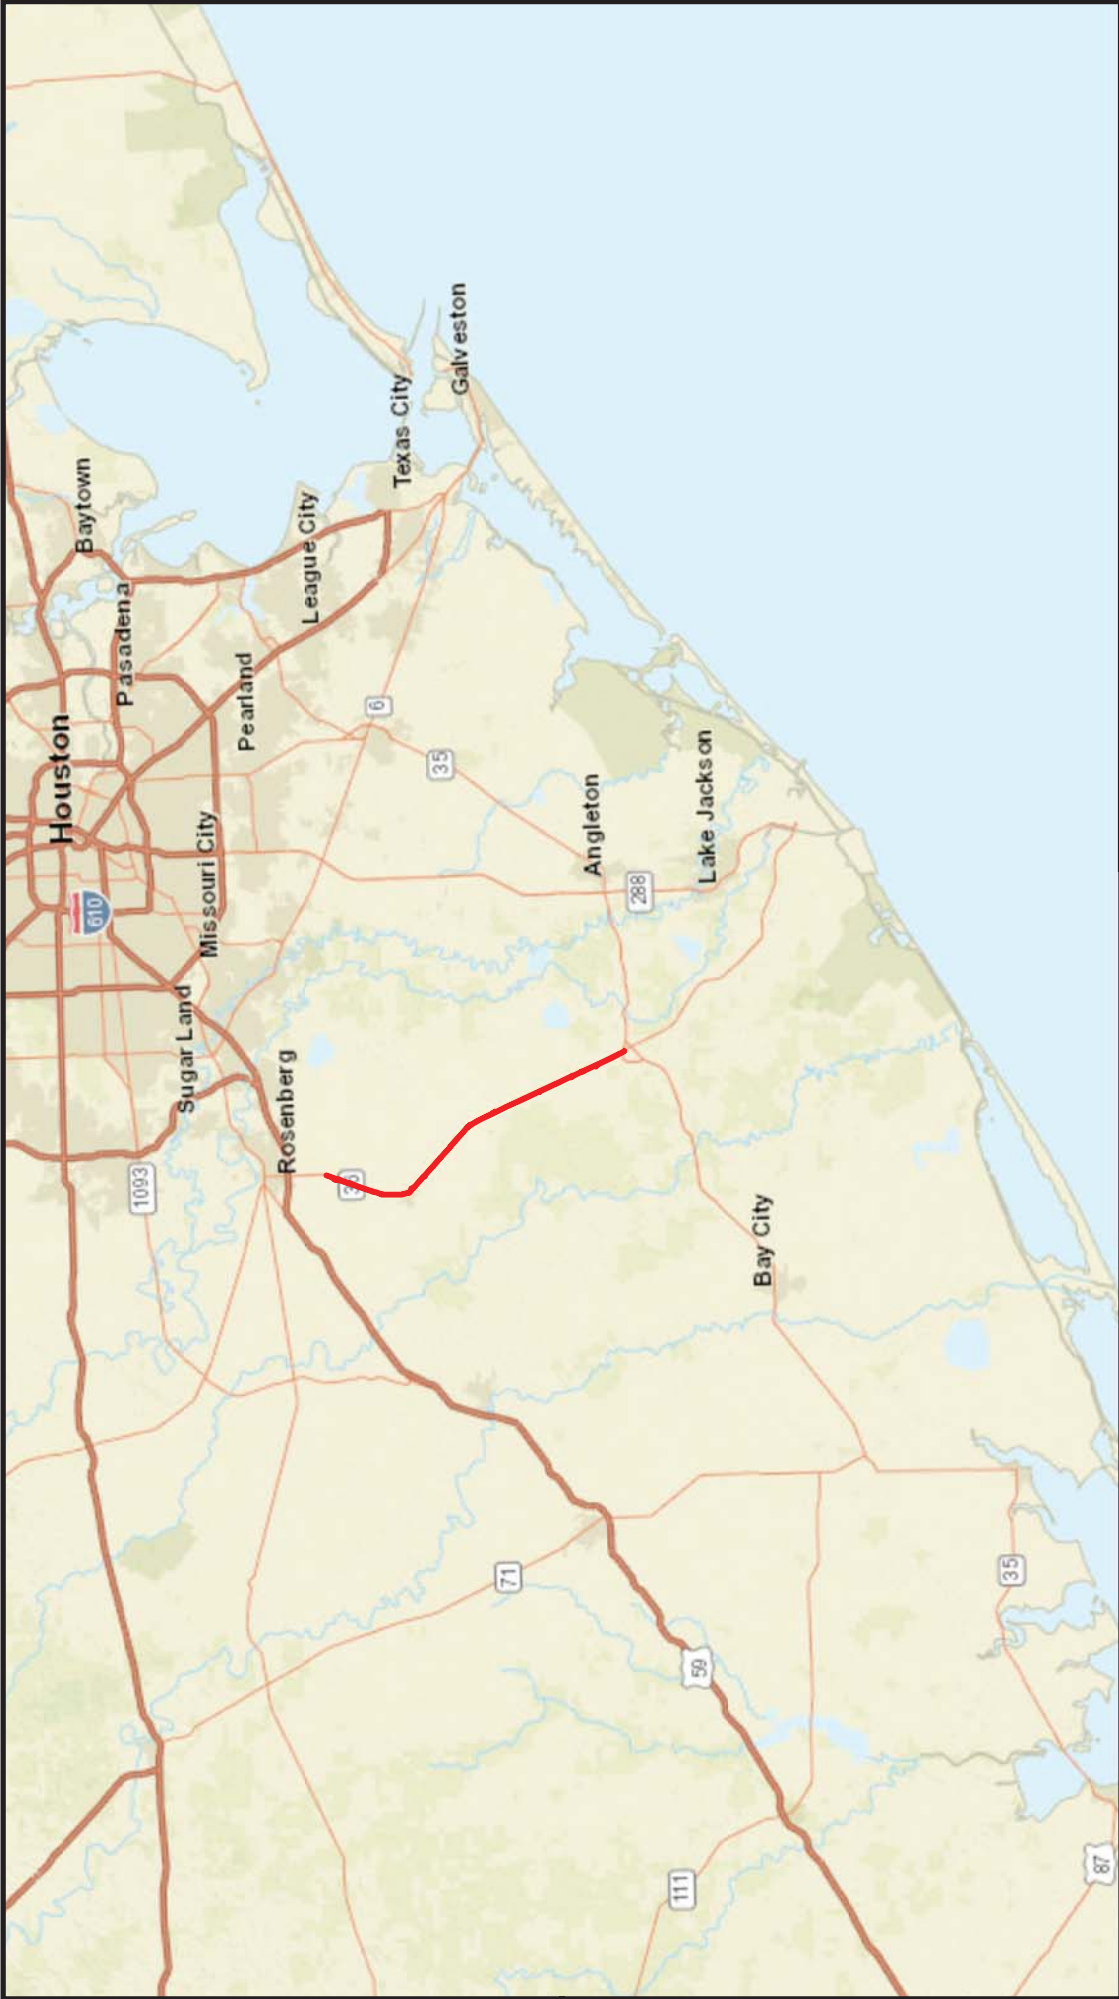 Houston
Baytown
610
Pasadena
1093
Sugar Land
Missouri City
Pearland
Rosenberg
League City
6
Texas City
35
Galveston
71
Angleton
288
111
59
Lake Jackson
Bay City
35
87